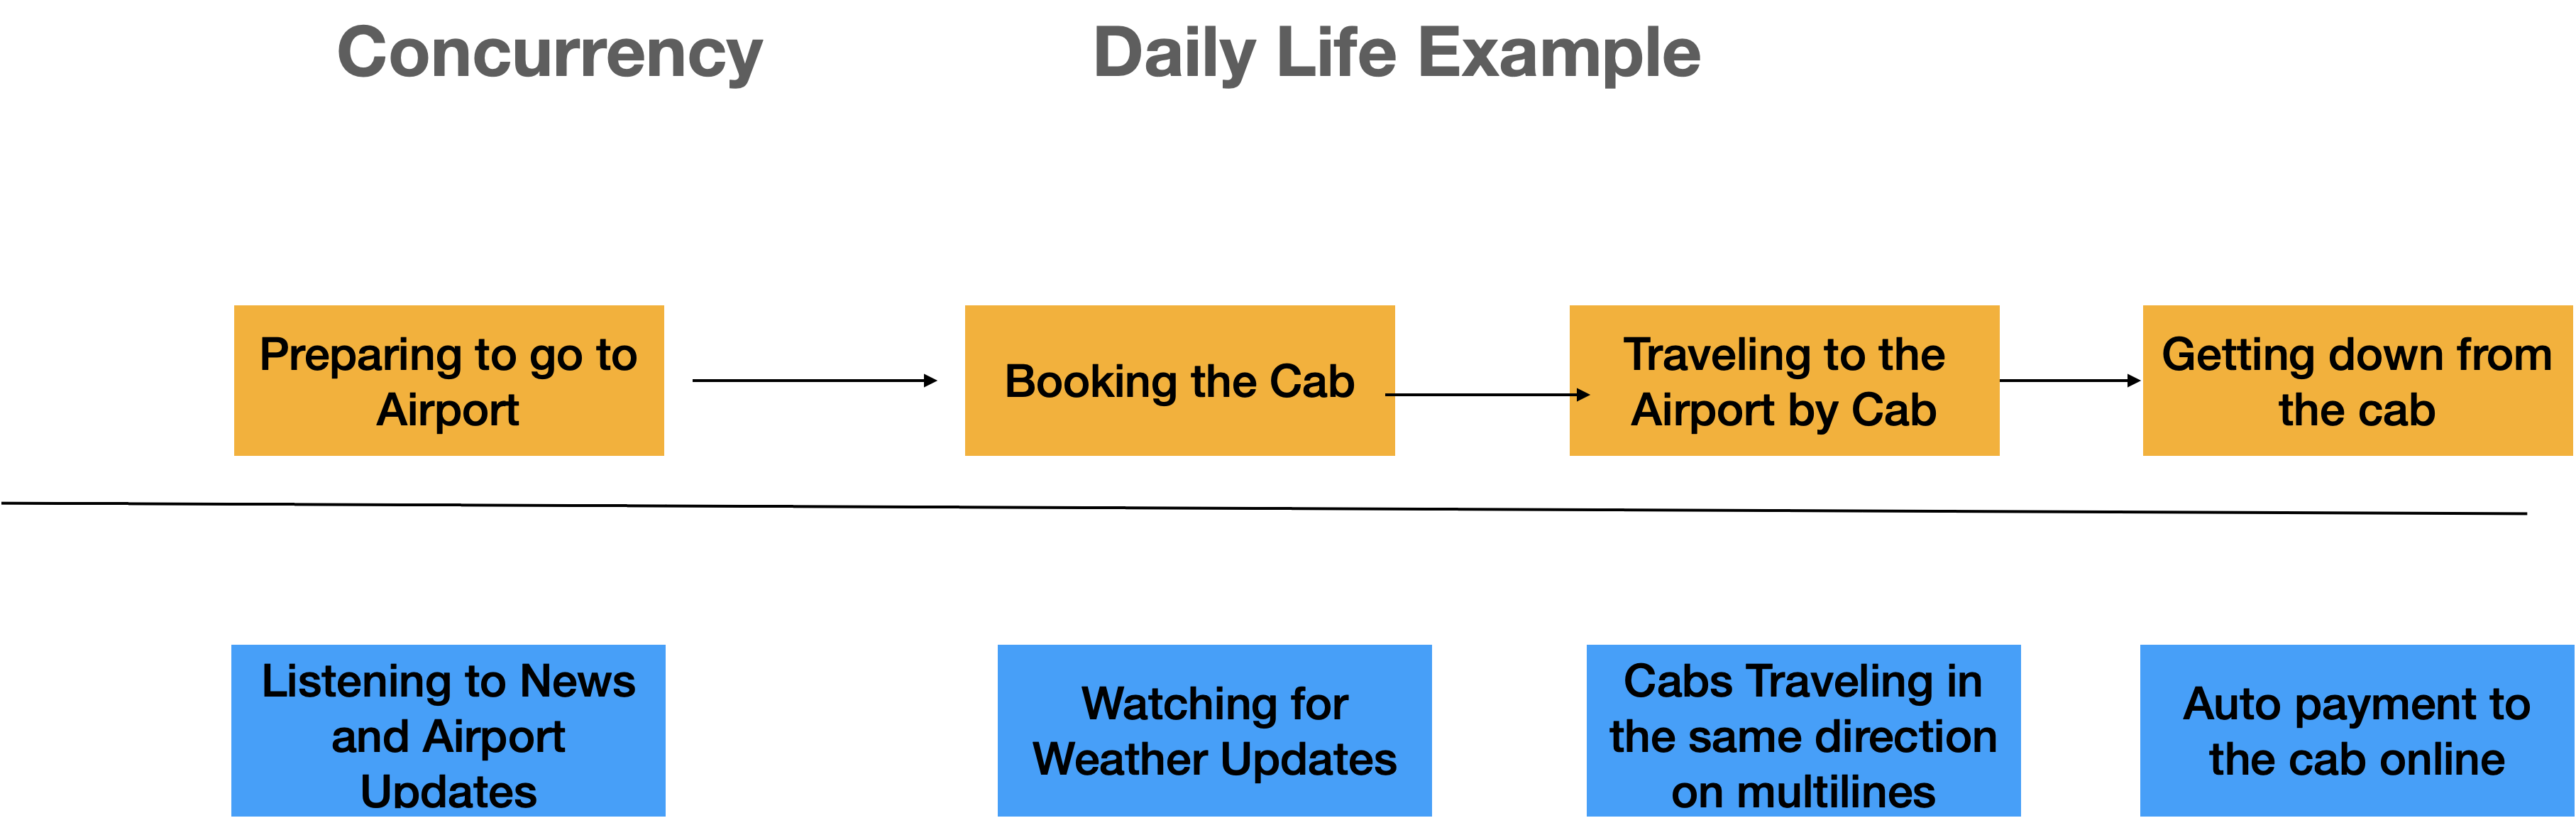 Concurrency
Daily Life Example
Preparing to go to
Airport
Booking the Cab
Traveling to the
Airport by Cab
Getting down from
the cab
Listening to News
and Airport
Updates
Watching for
Weather Updates
Cabs Traveling in
the same direction
on multilines
Auto payment to
the cab online